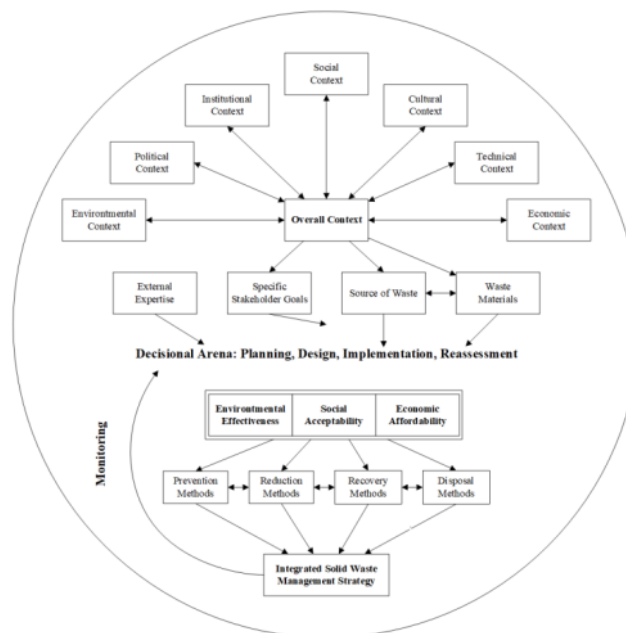 Social
Context
Institutional
Context
Cultural
Context
Political
Context
Technical
Context
Envirotmental
Context
Overall Context
Economic
Context
External
Expertise
Specific
Stakeholder Goals
Source of Waste
Waste
Materials
Decisional Arena: Planning, Design, Implementation, Reassessment
Envirotmental
Effectiveness
Social
Acceptability
Economic
Affordability
Monitoring
Prevention
Methods
Reduction
Methods
Recovery
Methods
Disposal
Methods
Integrated Solid Waste
Management Strategy